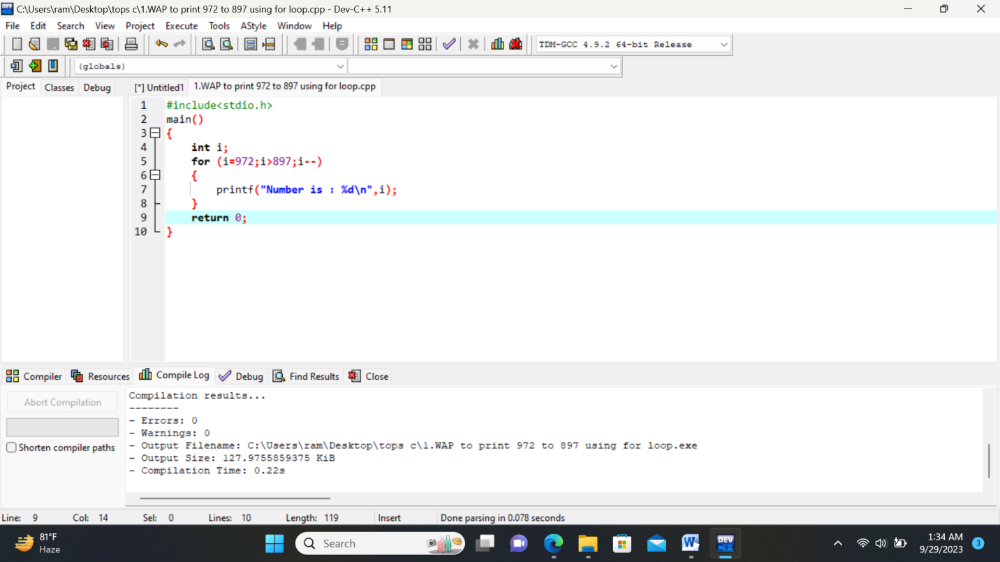 C:\Users\ram\Desktop\tops c\1.WAP to print 972 to 897 using for loop.cpp - Dev-C++ 5.11
File Edit Search View Project Execute Tools AStyle Window Help
TDM-GCC 4.9.2 64-bit Release
(globals)
Project Classes Debug [*] Untitled1 1.WAP to print 972 to 897 using for loop.cpp
1 #include<stdio.h>
2 main()
3 {
4 int i;
5 for (i=972;i>897;i--)
6 {
7 printf("Number is : %d\n",i);
8 }
9 return 0;
10 }
Compiler Resources Compile Log Debug Find Results Close
Abort Compilation
Shorten compiler paths
Compilation results...
--------
- Errors: 0
- Warnings: 0
- Output Filename: C:\Users\ram\Desktop\tops c\1.WAP to print 972 to 897 using for loop.exe
- Output Size: 127.9755859375 KiB
- Compilation Time: 0.22s
Line: 9 Col: 14 Sel: 0 Lines: 10 Length: 119 Insert Done parsing in 0.078 seconds
81°F
Haze
Search
DEV
1:34 AM
9/29/2023
3